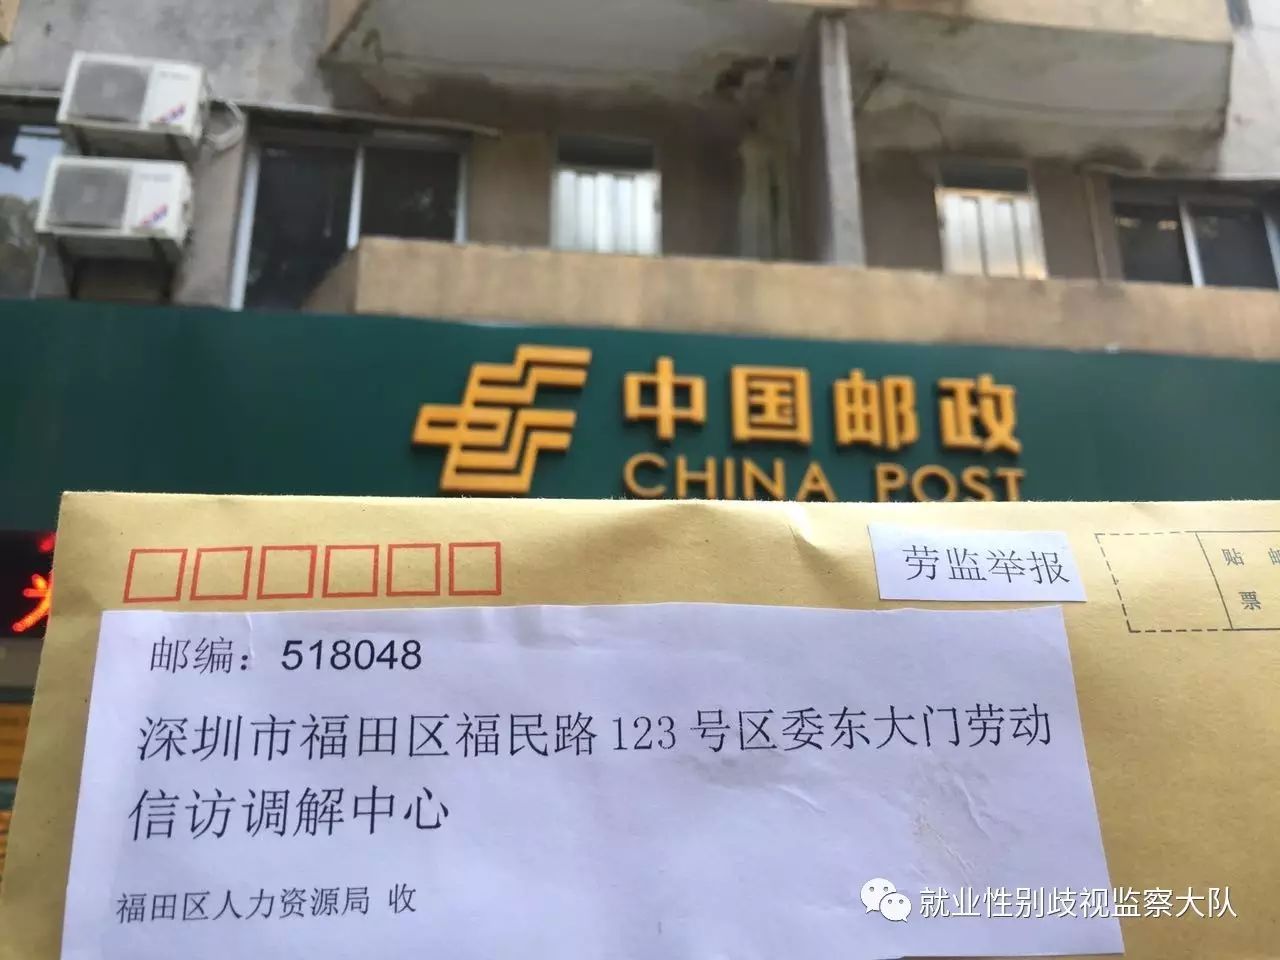 中国邮政
CHINA POST
劳监举报
贴
票
邮编：518048
深圳市福田区福民路 123 号区委东大门劳动
信访调解中心
福田区人力资源局 收
就业性别歧视监察大队